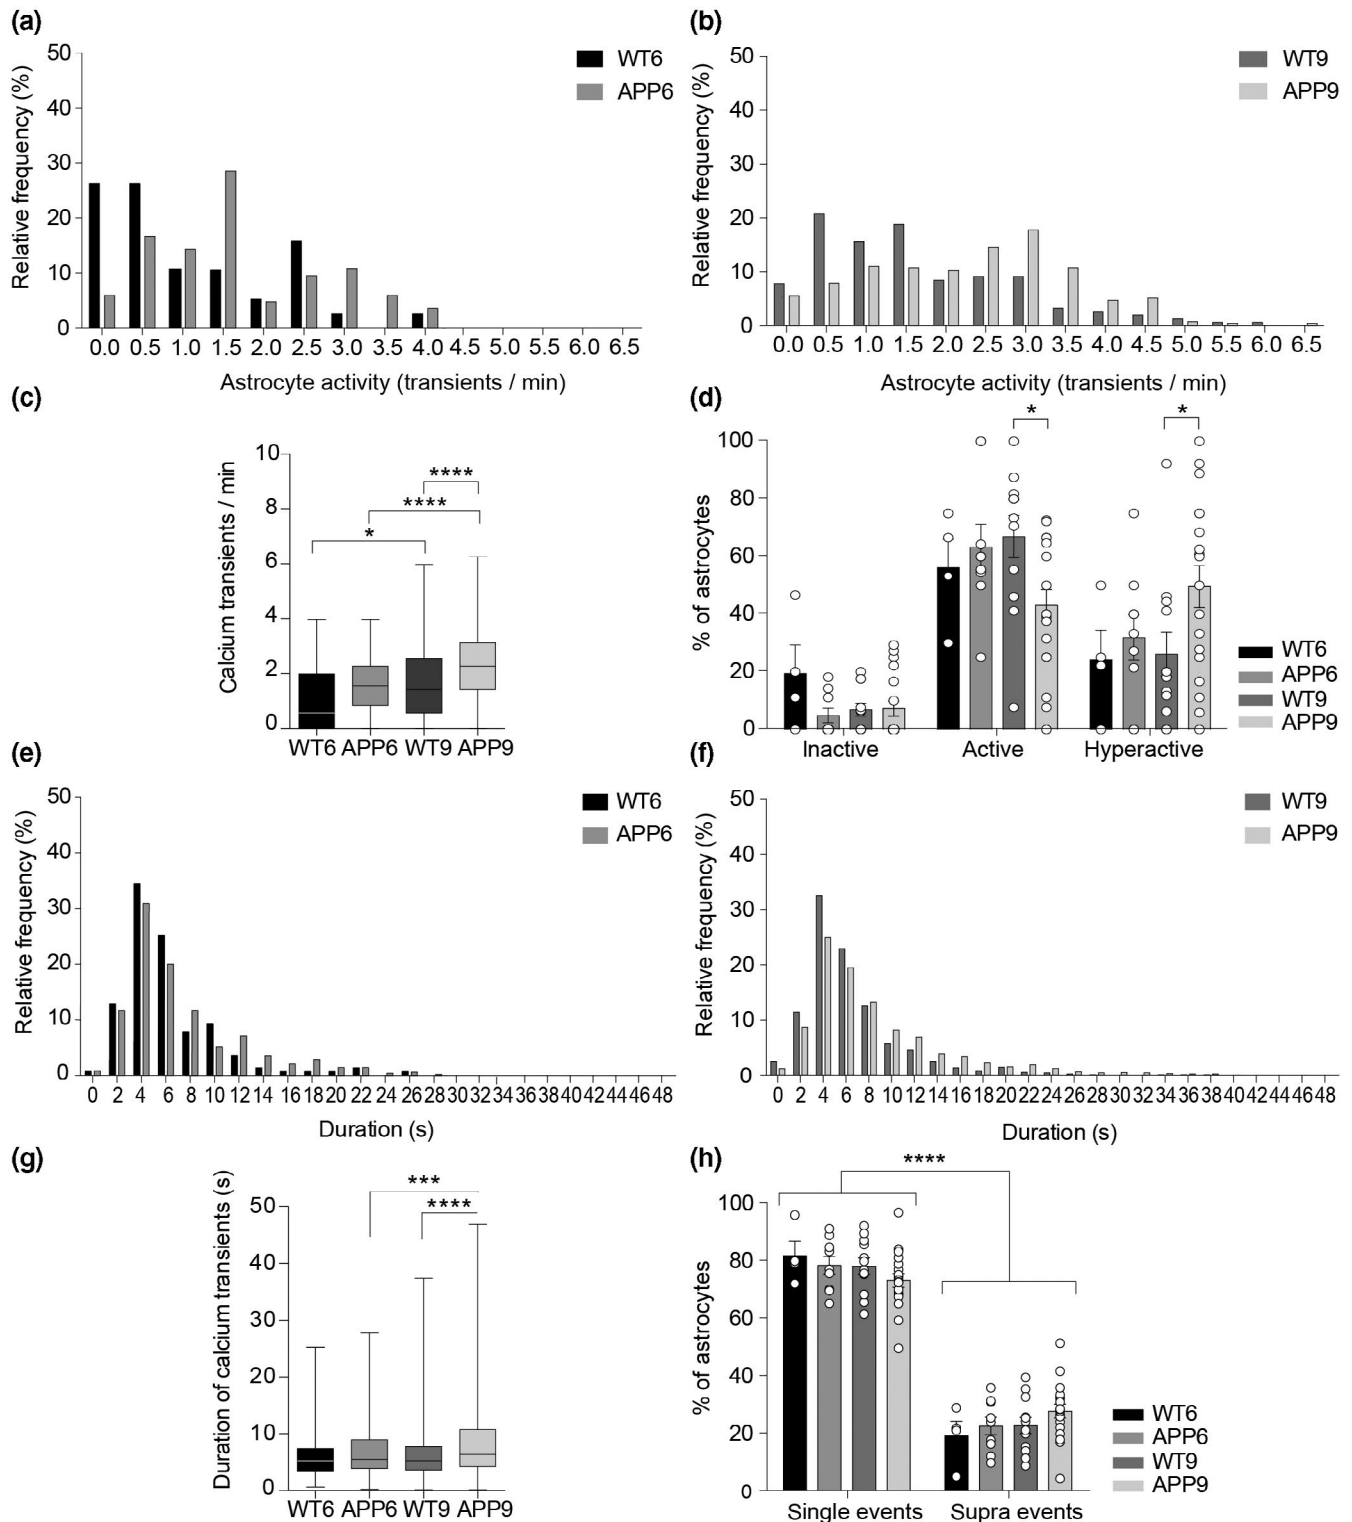 (a)
50
40
30
20
10
0
Relative frequency (%)
WT6
APP6
0.0 0.5 1.0 1.5 2.0 2.5 3.0 3.5 4.0 4.5 5.0 5.5 6.0 6.5
Astrocyte activity (transients / min)
(b)
50
40
30
20
10
0
Relative frequency (%)
WT9
APP9
0.0 0.5 1.0 1.5 2.0 2.5 3.0 3.5 4.0 4.5 5.0 5.5 6.0 6.5
Astrocyte activity (transients / min)
(c)
10
8
6
4
2
0
Calcium transients / min
****
****
*
WT6 APP6 WT9 APP9
(d)
100
80
60
40
20
0
% of astrocytes
*
*
WT6
APP6
WT9
APP9
Inactive Active Hyperactive
(e)
50
40
30
20
10
0
Relative frequency (%)
WT6
APP6
0 2 4 6 8 10 12 14 16 18 20 22 24 26 28 30 32 34 36 38 40 42 44 46 48
Duration (s)
(f)
50
40
30
20
10
0
Relative frequency (%)
WT9
APP9
0 2 4 6 8 10 12 14 16 18 20 22 24 26 28 30 32 34 36 38 40 42 44 46 48
Duration (s)
(g)
50
40
30
20
10
0
Duration of calcium transients (s)
***
****
WT6 APP6 WT9 APP9
(h)
100
80
60
40
20
0
% of astrocytes
****
WT6
APP6
WT9
APP9
Single events Supra events